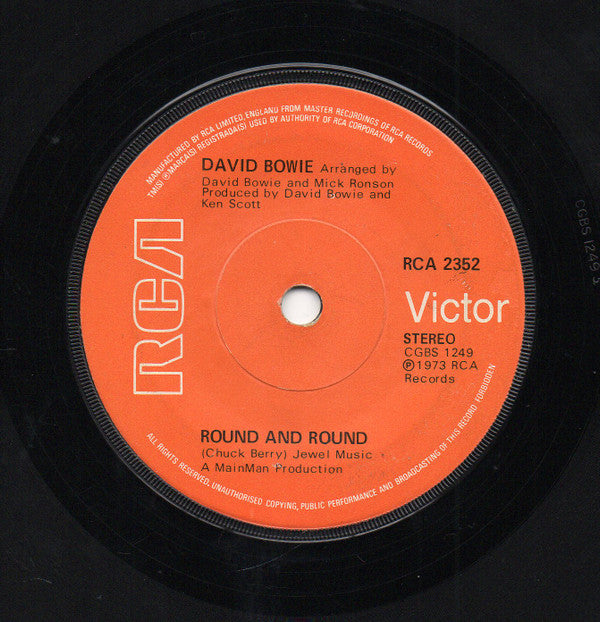 MANUFACTURED BY RCA LIMITED, ENGLAND FROM MASTER RECORDINGS OF RCA RECORDS
TM(S) ® MARCA(S) REGISTRADA(S) USED BY AUTHORITY OF RCA CORPORATION
DAVID BOWIE Arranged by
David Bowie and Mick Ronson
Produced by David Bowie and
Ken Scott
RCA
RCA 2352
Victor
STEREO
CGBS 1249
℗ 1973 RCA
Records
ROUND AND ROUND
(Chuck Berry) Jewel Music.
A MainMan Production
ALL RIGHTS RESERVED, UNAUTHORISED COPYING, PUBLIC PERFORMANCE AND BROADCASTING OF THIS RECORD FORBIDDEN
CGBS 1249